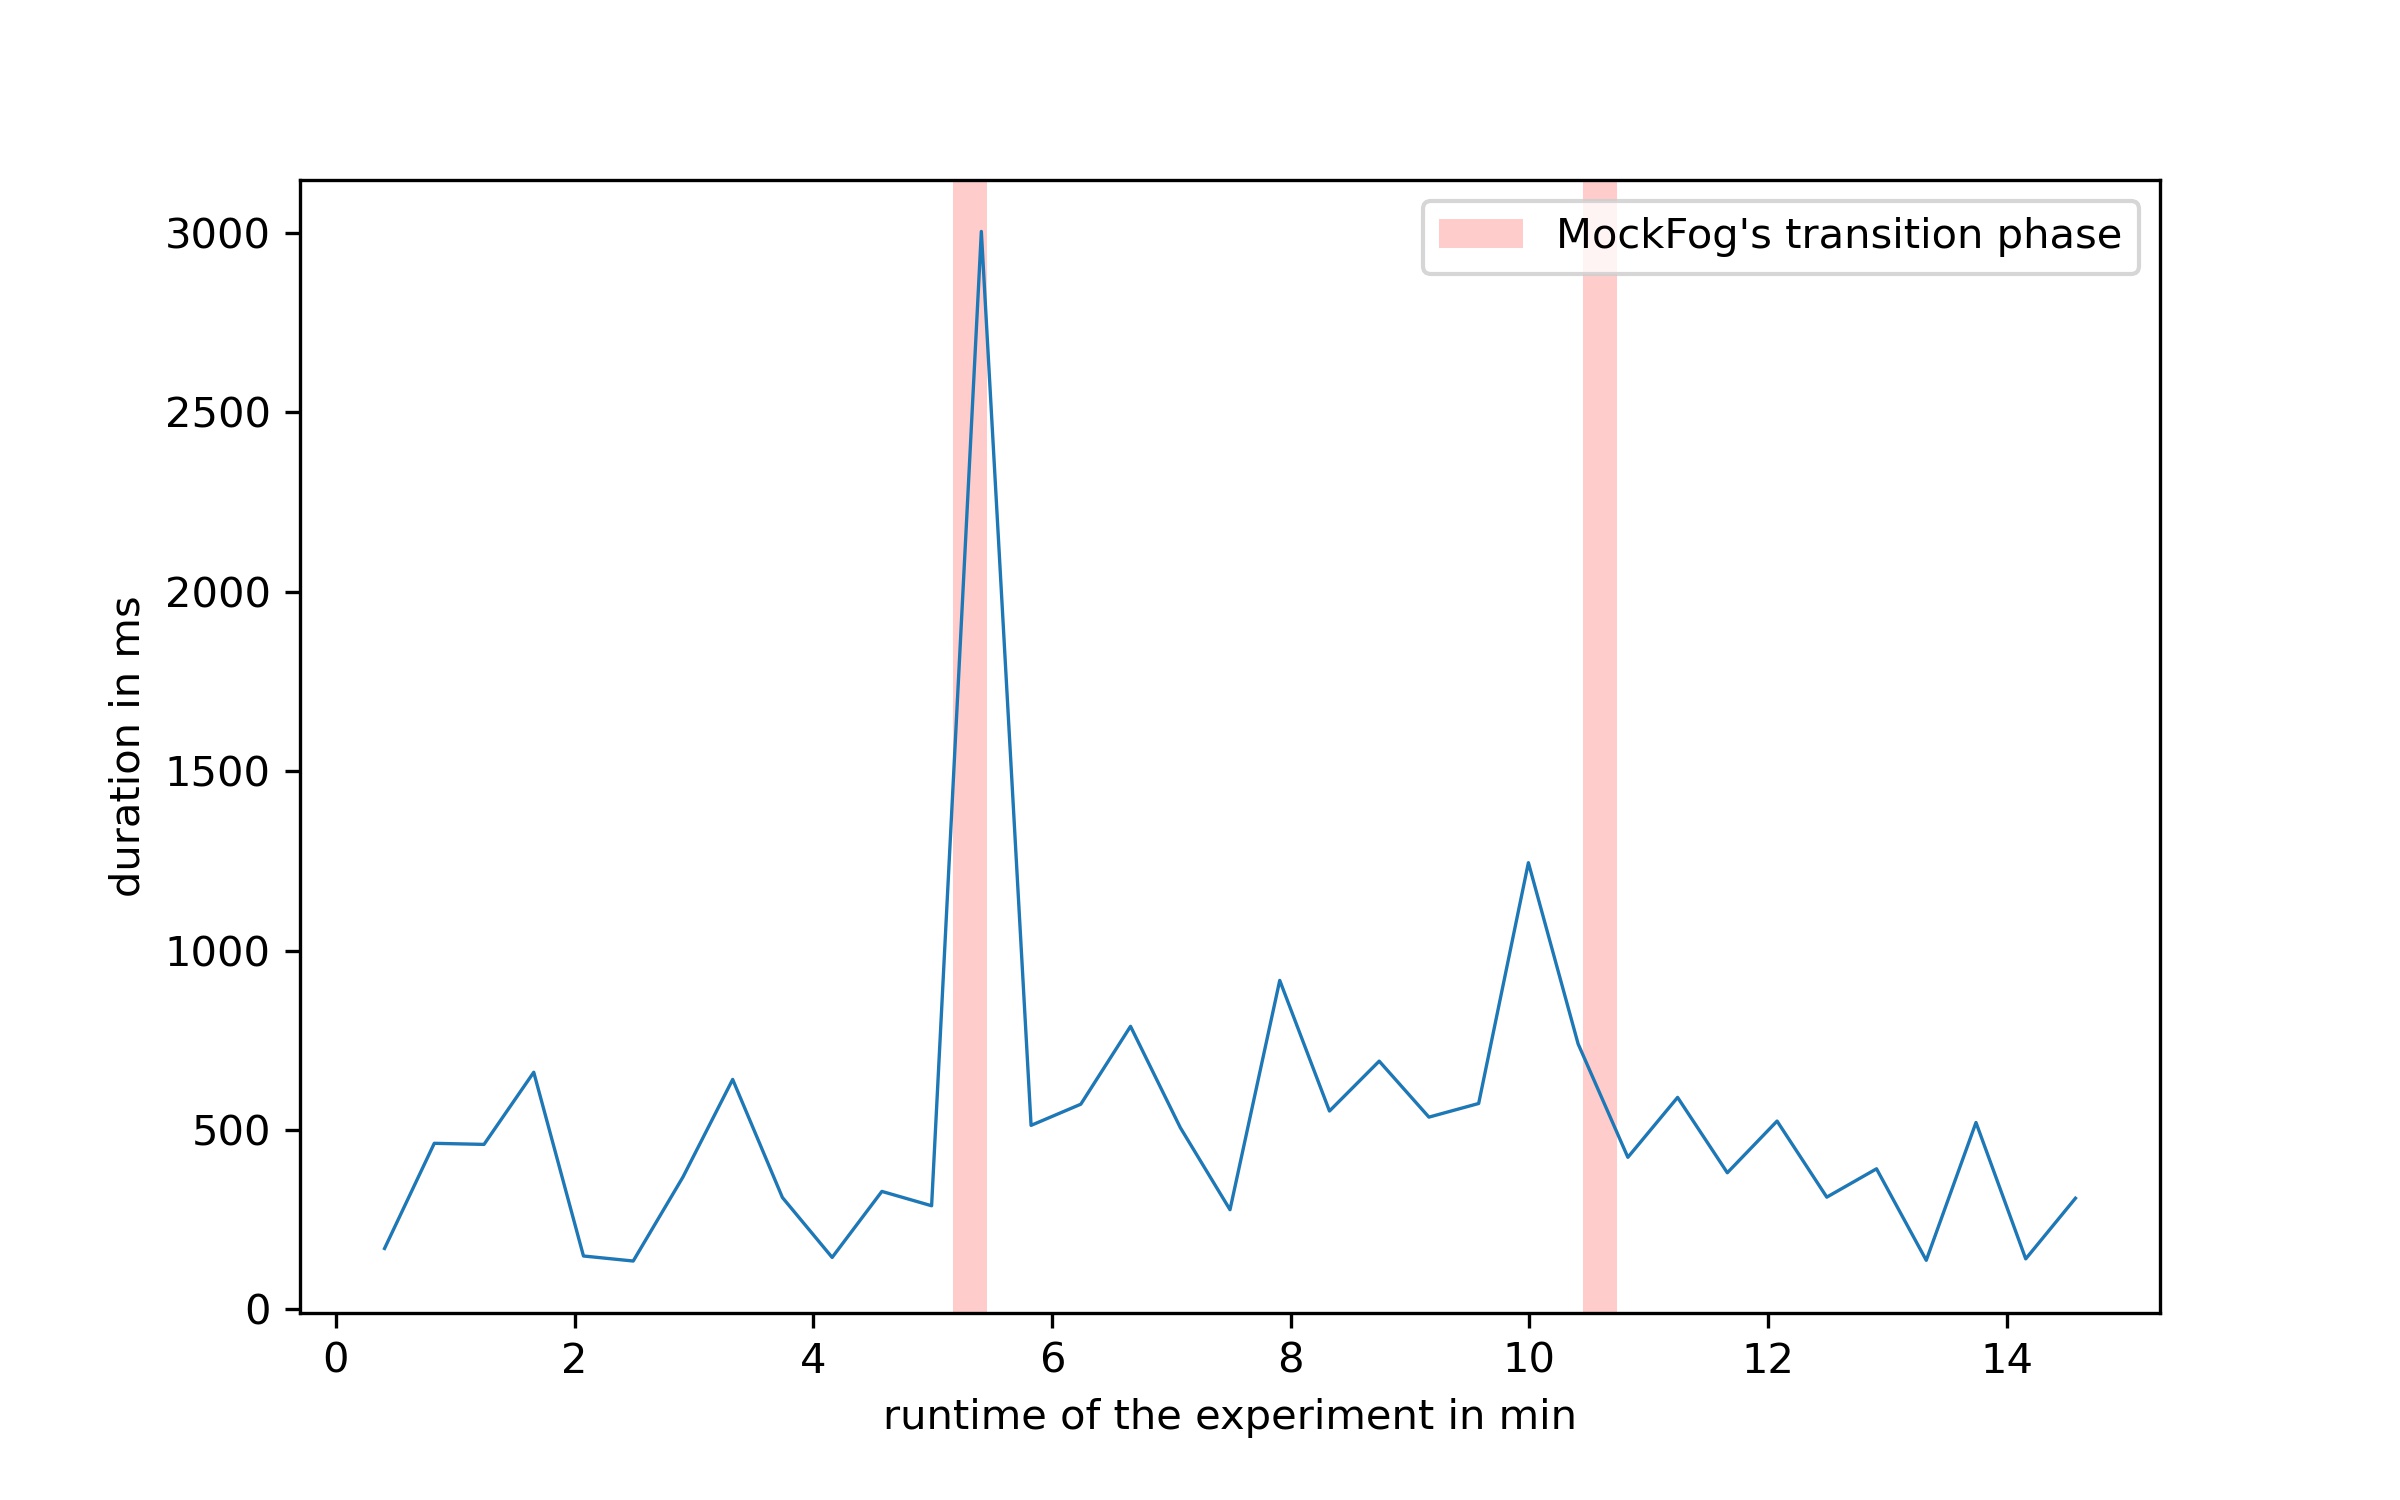 MockFog's transition phase
3000
2500
2000
1500
1000
500
0
duration in ms
0 2 4 6 8 10 12 14
runtime of the experiment in min